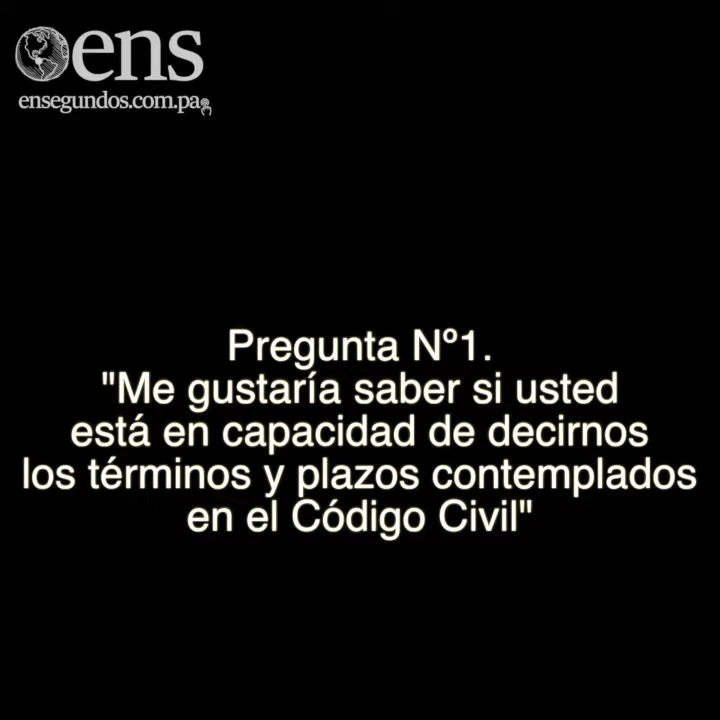 ens
ensegundos.com.pa
Pregunta Nº1.
"Me gustaría saber si usted
está en capacidad de decirnos
los términos y plazos contemplados
en el Código Civil"